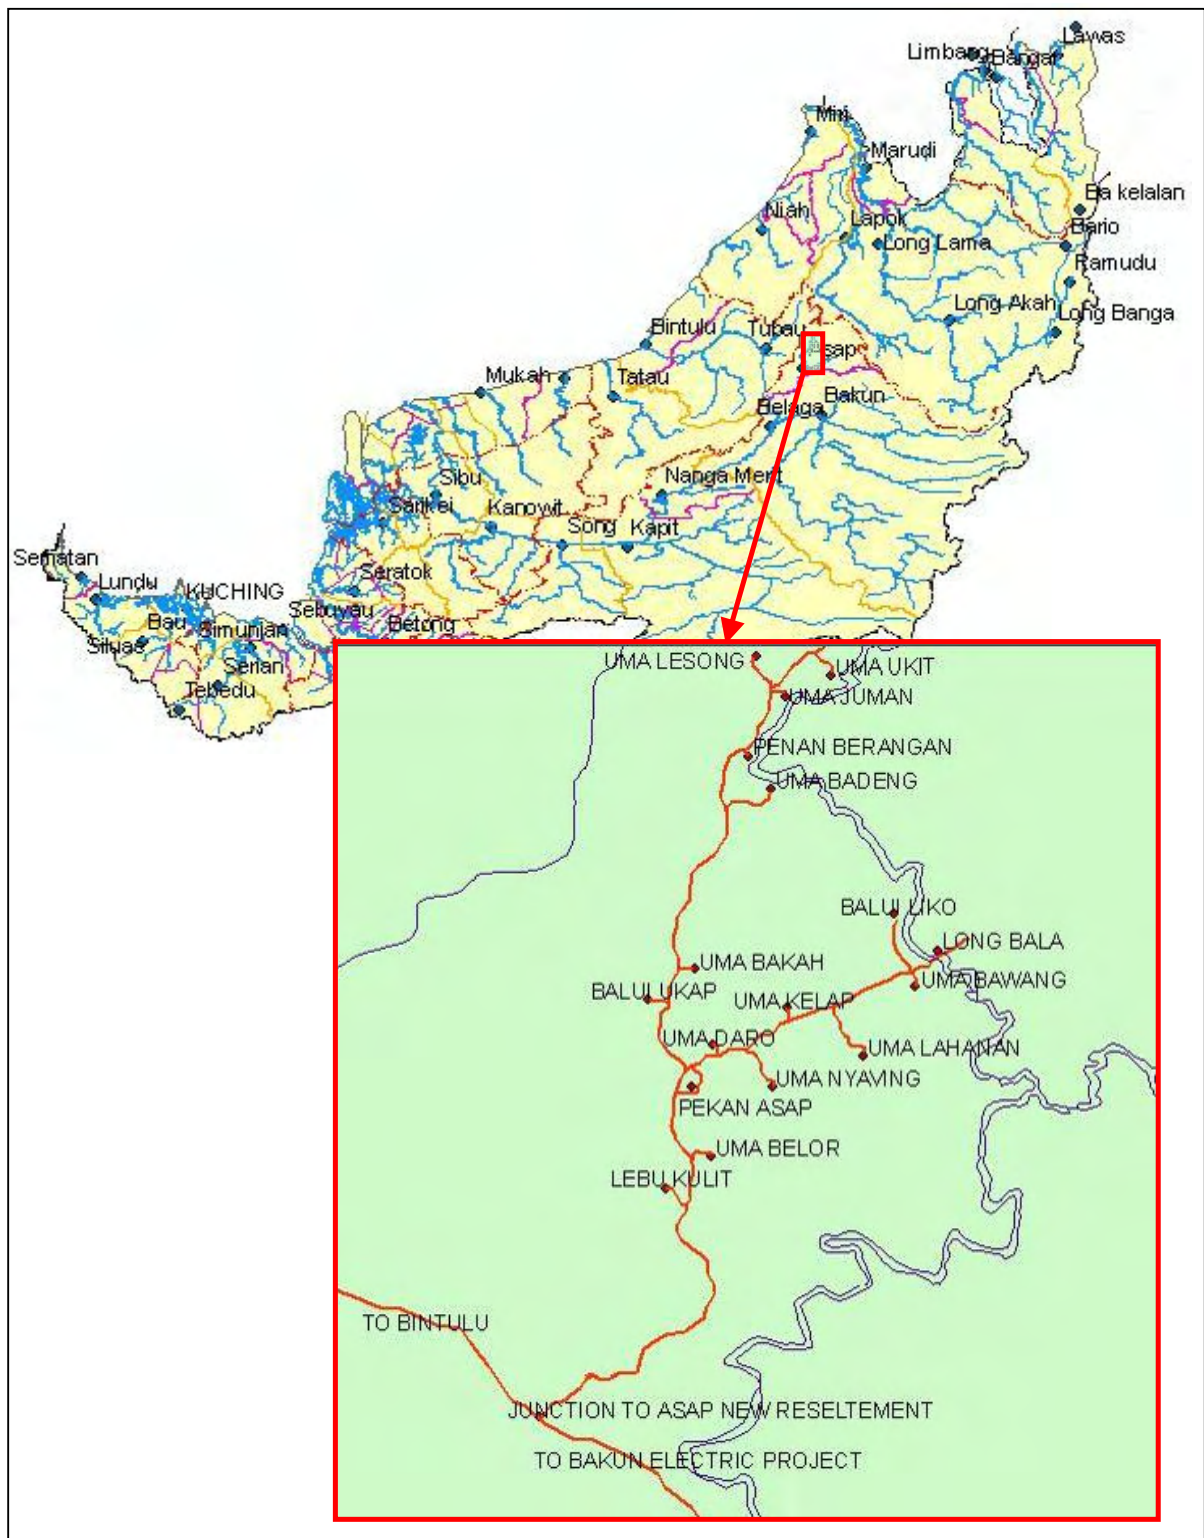 Lawas
Limbang
Bangar
Miri
Marudi
Ba kelalan
Niah
Lapok
Bario
Long Lama
Ramudu
Long Akah
Long Banga
Bintulu
Tubau
sap
Mukah
Tatau
Bakun
Belaga
Sibu
Nanga Merit
Sarikei
Kanowit
Song
Kapit
Sematan
Lundu
KUCHING
Seratok
Sebuyau
Bau
Simunjan
Betong
Serian
Tebedu
UMA LESONG
UMA UKIT
UMA JUMAN
PENAN BERANGAN
UMA BADENG
BALUI LIKO
LONG BALA
UMA BAKAH
UMA BAWANG
BALUI UKAP
UMA KELAP
UMA DARO
UMA LAHANAN
UMA NYAVING
PEKAN ASAP
UMA BELOR
LEBU KULIT
TO BINTULU
JUNCTION TO ASAP NEW RESELTEMENT
TO BAKUN ELECTRIC PROJECT